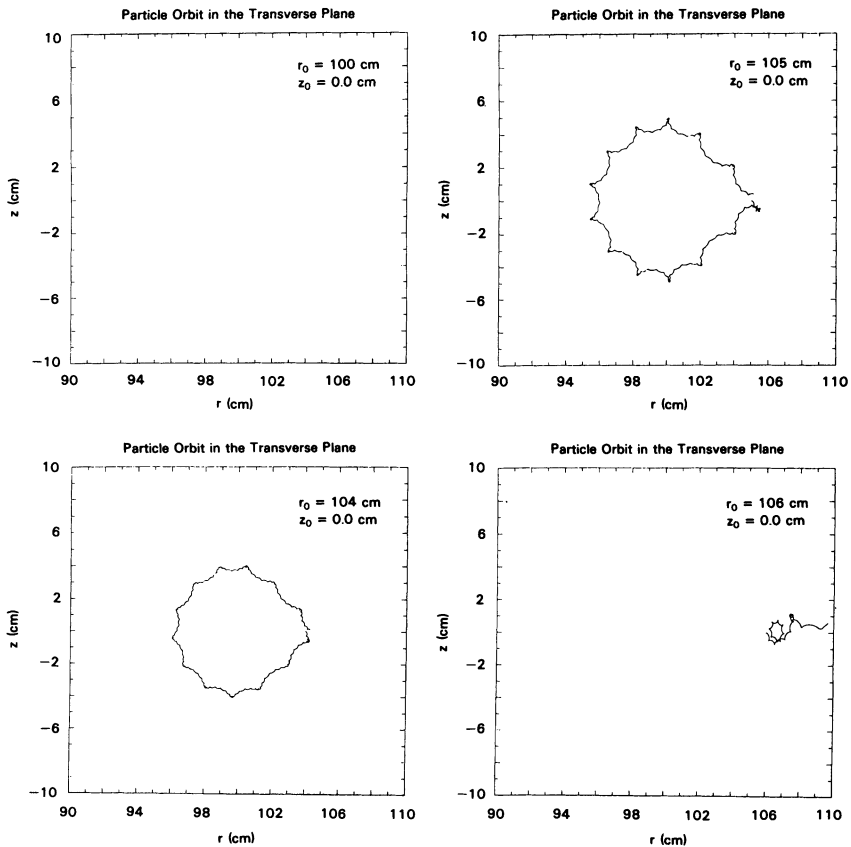 Particle Orbit in the Transverse Plane
10
6
2
−2
−6
−10
z (cm)
r₀ = 100 cm
z₀ = 0.0 cm
90 94 98 102 106 110
r (cm)
Particle Orbit in the Transverse Plane
10
6
2
−2
−6
−10
z (cm)
r₀ = 105 cm
z₀ = 0.0 cm
90 94 98 102 106 110
r (cm)
Particle Orbit in the Transverse Plane
10
6
2
−2
−6
−10
z (cm)
r₀ = 104 cm
z₀ = 0.0 cm
90 94 98 102 106 110
r (cm)
Particle Orbit in the Transverse Plane
10
6
2
−2
−6
−10
z (cm)
r₀ = 106 cm
z₀ = 0.0 cm
90 94 98 102 106 110
r (cm)